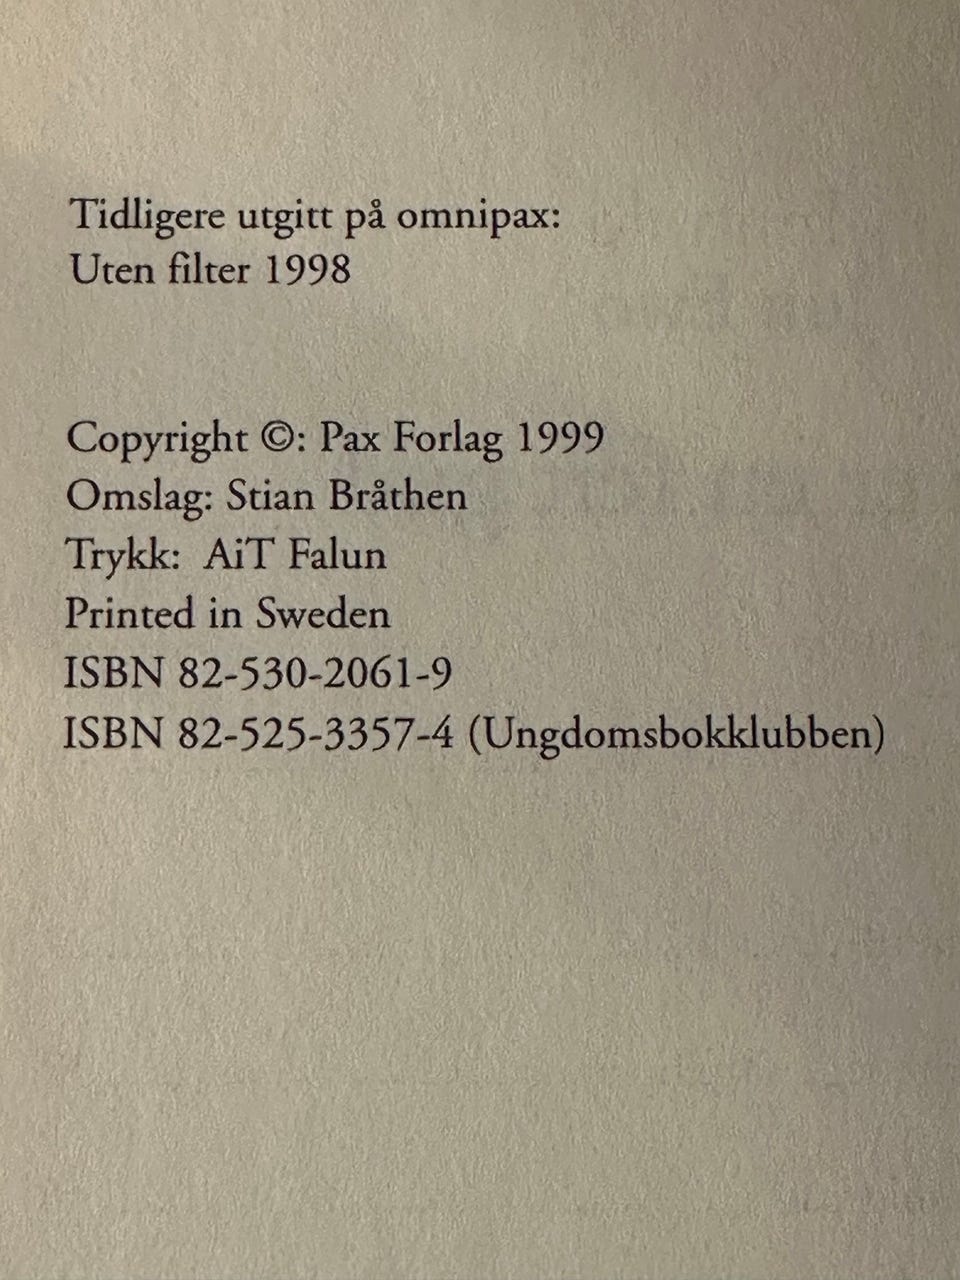 Tidligere utgitt på omnipax:
Uten filter 1998
Copyright ©: Pax Forlag 1999
Omslag: Stian Bråthen
Trykk: AiT Falun
Printed in Sweden
ISBN 82-530-2061-9
ISBN 82-525-3357-4 (Ungdomsbokklubben)